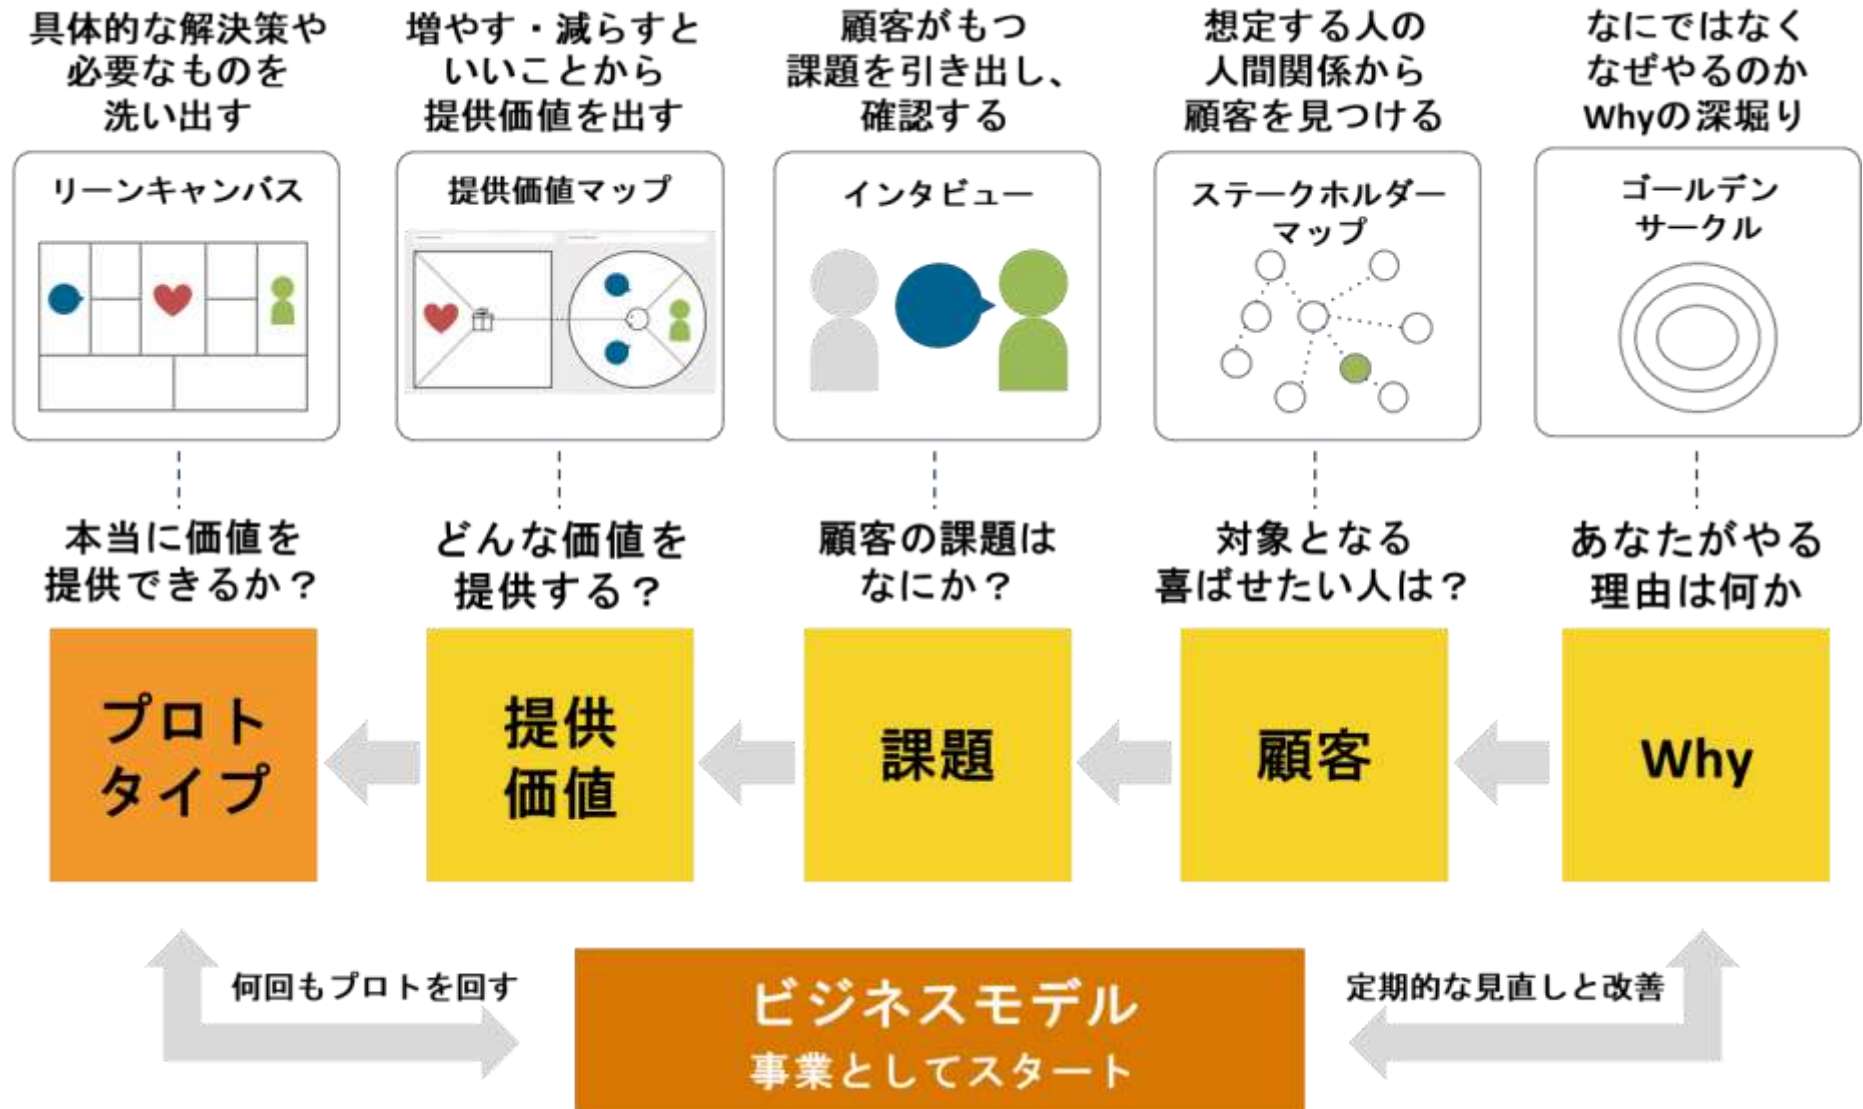 具体的な解決策や
必要なものを
洗い出す
増やす・減らすと
いいことから
提供価値を出す
顧客がもつ
課題を引き出し、
確認する
想定する人の
人間関係から
顧客を見つける
なにではなく
なぜやるのか
Whyの深堀り
リーンキャンバス
提供価値マップ
インタビュー
ステークホルダー
マップ
ゴールデン
サークル
本当に価値を
提供できるか？
どんな価値を
提供する？
顧客の課題は
なにか？
対象となる
喜ばせたい人は？
あなたがやる
理由は何か
プロト
タイプ
提供
価値
課題
顧客
Why
何回もプロトを回す
ビジネスモデル
事業としてスタート
定期的な見直しと改善